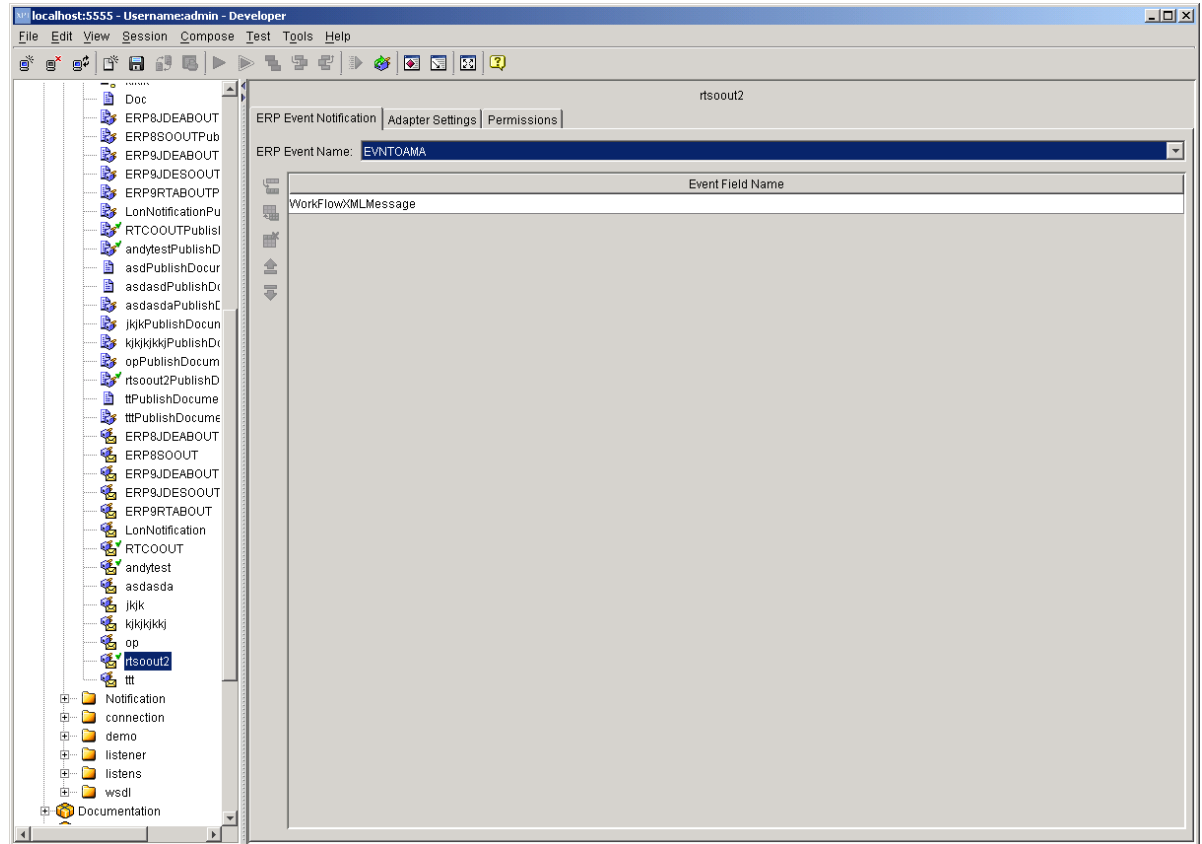 localhost:5555 - Username:admin - Developer
File Edit View Session Compose Test Tools Help
Doc
ERP8JDEABOUT
ERP8SOOUTPub
ERP9JDEABOUT
ERP9JDESOOUT
ERP9RTABOUTP
LonNotificationPu
RTCOOUTPublisl
andytestPublishD
asdPublishDocur
asdasdPublishDo
asdasdaPublishD
jkjkPublishDocun
kjkjkjkkjPublishDo
opPublishDocum
rtsoout2PublishD
ttPublishDocume
tttPublishDocume
ERP8JDEABOUT
ERP8SOOUT
ERP9JDEABOUT
ERP9JDESOOUT
ERP9RTABOUT
LonNotification
RTCOOUT
andytest
asdasda
jkjk
kjkjkjkkj
op
rtsoout2
ttt
Notification
connection
demo
listener
listens
wsdl
Documentation
rtsoout2
ERP Event Notification Adapter Settings Permissions
ERP Event Name: EVNTOAMA
Event Field Name
WorkFlowXMLMessage